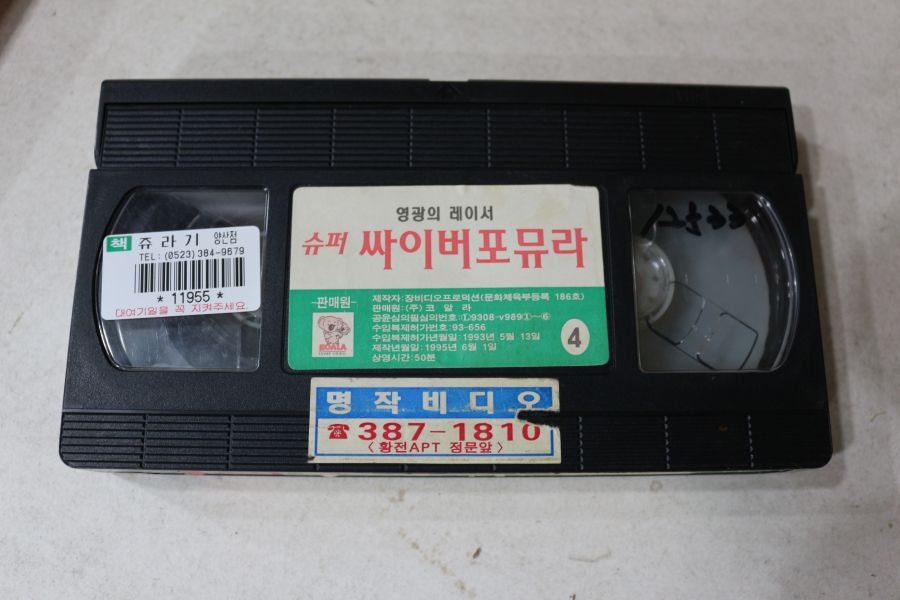 영광의 레이서
슈퍼 싸이버포뮤라
-판매원-
KOALA
제작자:장비디오프로덕션(문화체육부등록 186호)
판매원:(주)코 알 라
공윤심의필심의번호:①9308-v989①~⑥
수입복제허가번호:93-656
수입복제허가년월일:1993년 5월 13일
제작년월일:1995년 6월 1일
상영시간:50분
4
책 쥬라기 양산점
TEL:(0523)384-9679
* 11955 *
대여기일을 꼭 지켜주세요
명작비디오
☎387-1810
〈황전APT 정문앞〉